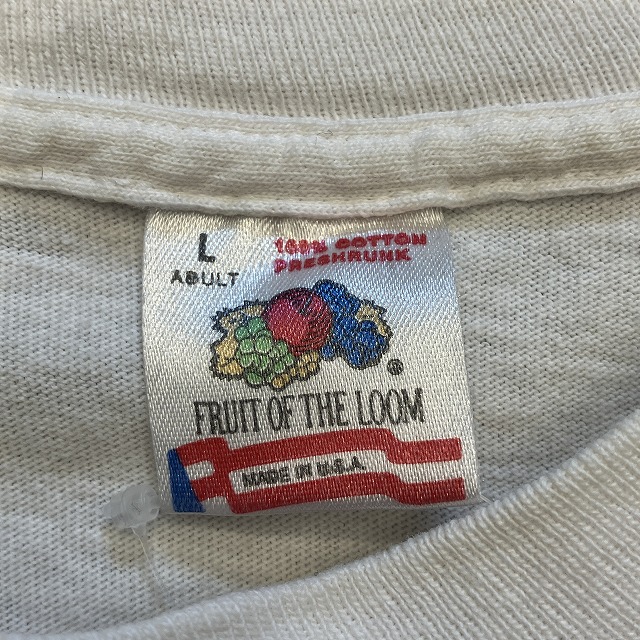 L
ADULT
100% COTTON
PRESHRUNK
®
FRUIT OF THE LOOM
MADE IN U.S.A.